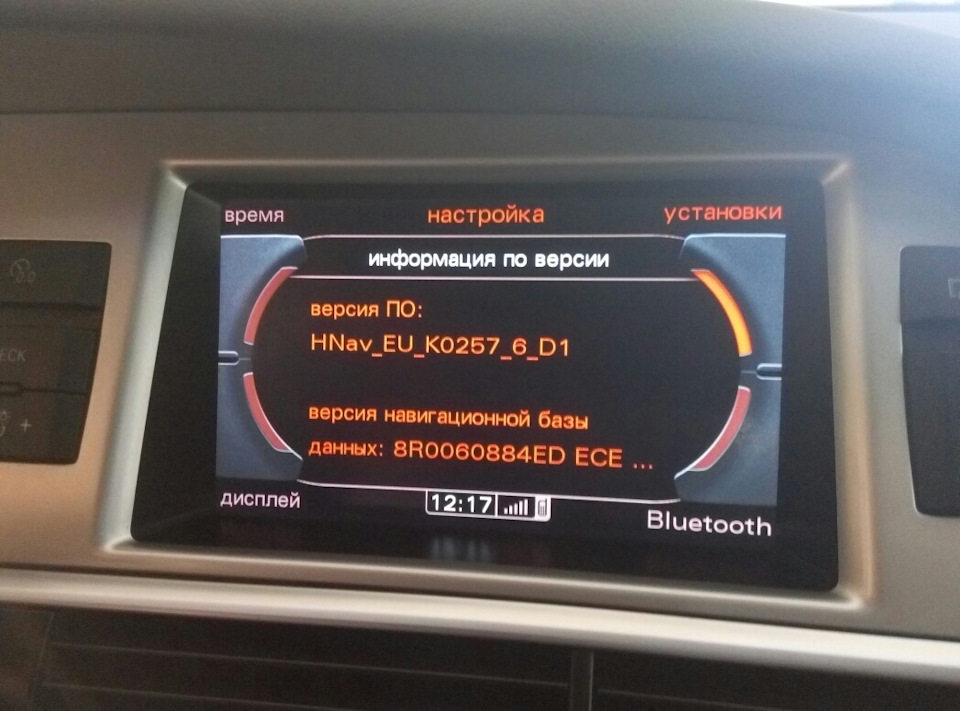 время настройка установки
информация по версии
версия ПО:
HNav_EU_K0257_6_D1
версия навигационной базы
данных: 8R0060884ED ECE ...
дисплей 12:17 Bluetooth